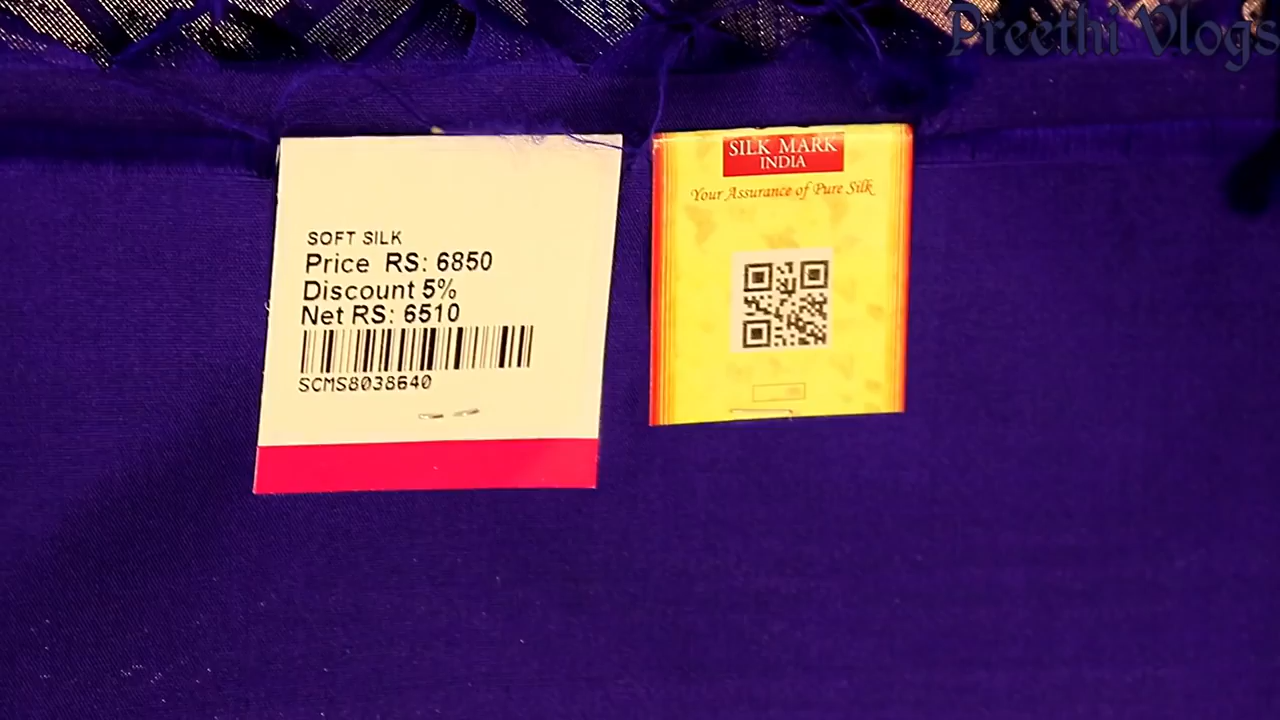 Preethi Vlogs
SOFT SILK
Price RS: 6850
Discount 5%
Net RS: 6510
SCMS8038640
SILK MARK
INDIA
Your Assurance of Pure Silk